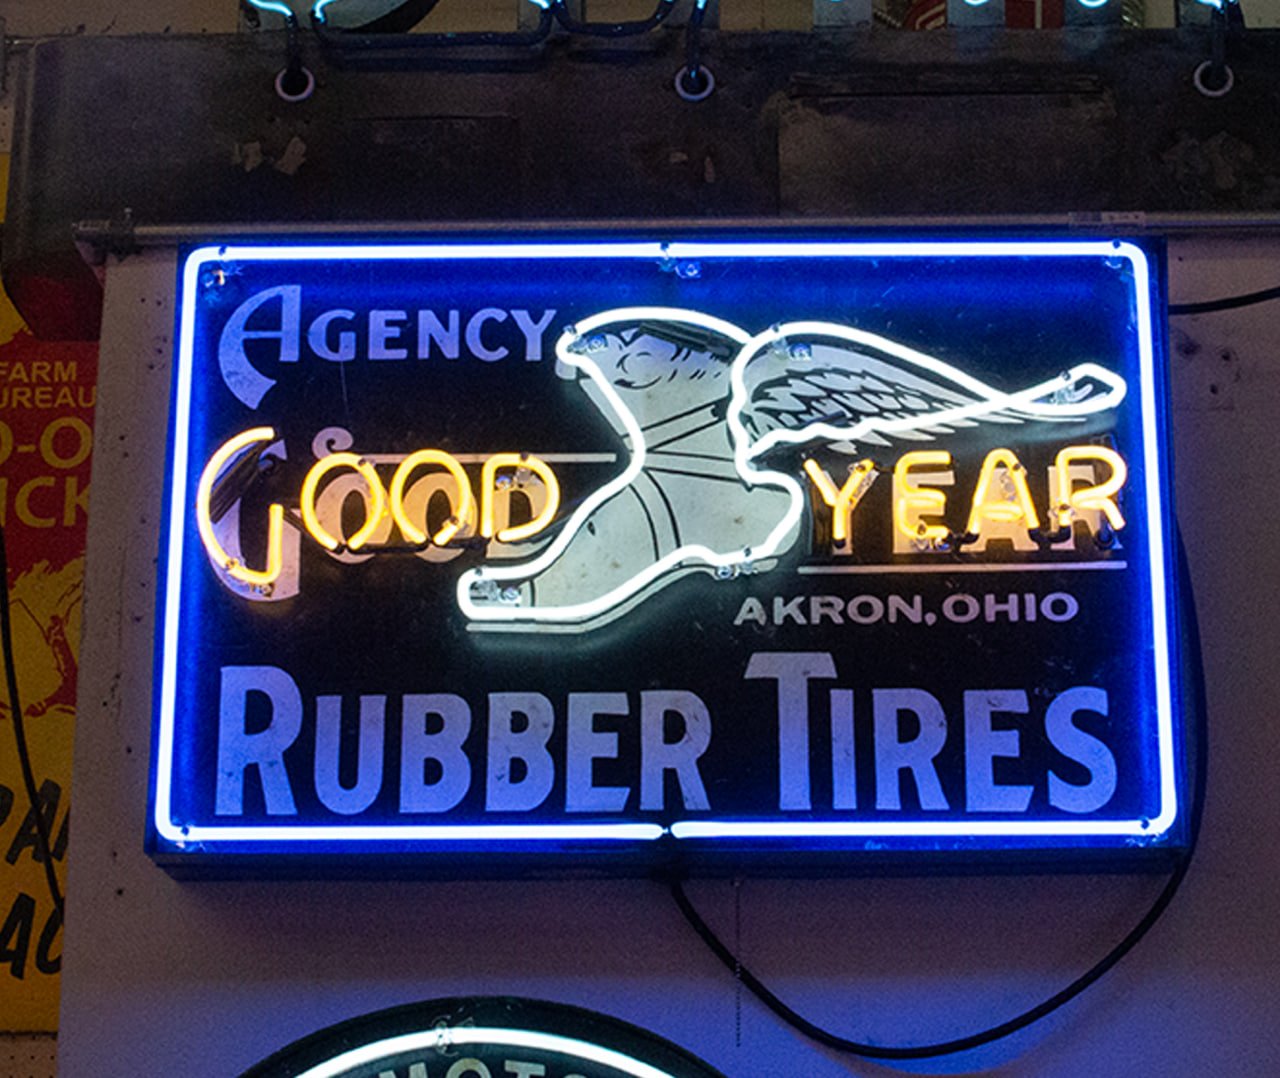 AGENCY
GOOD YEAR
AKRON, OHIO
RUBBER TIRES
FARM